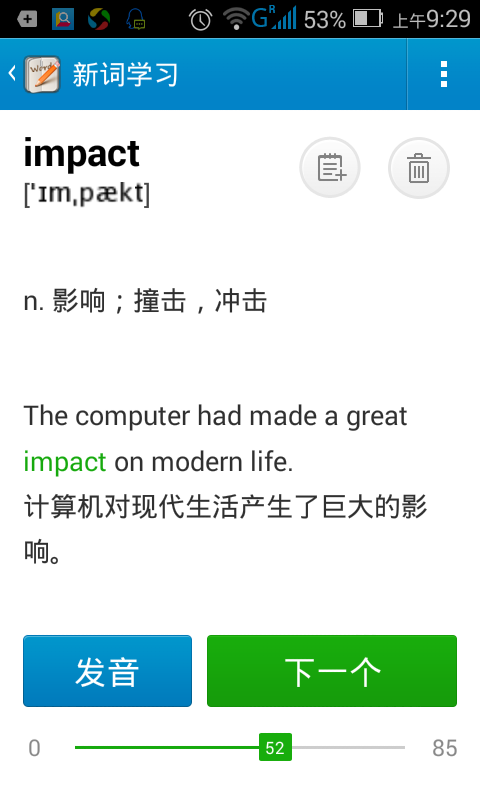 G R 53% 上午9:29
Words 新词学习
impact
['ɪmˌpækt]
n. 影响；撞击，冲击
The computer had made a great
impact on modern life.
计算机对现代生活产生了巨大的影
响。
发音 下一个
0 52 85